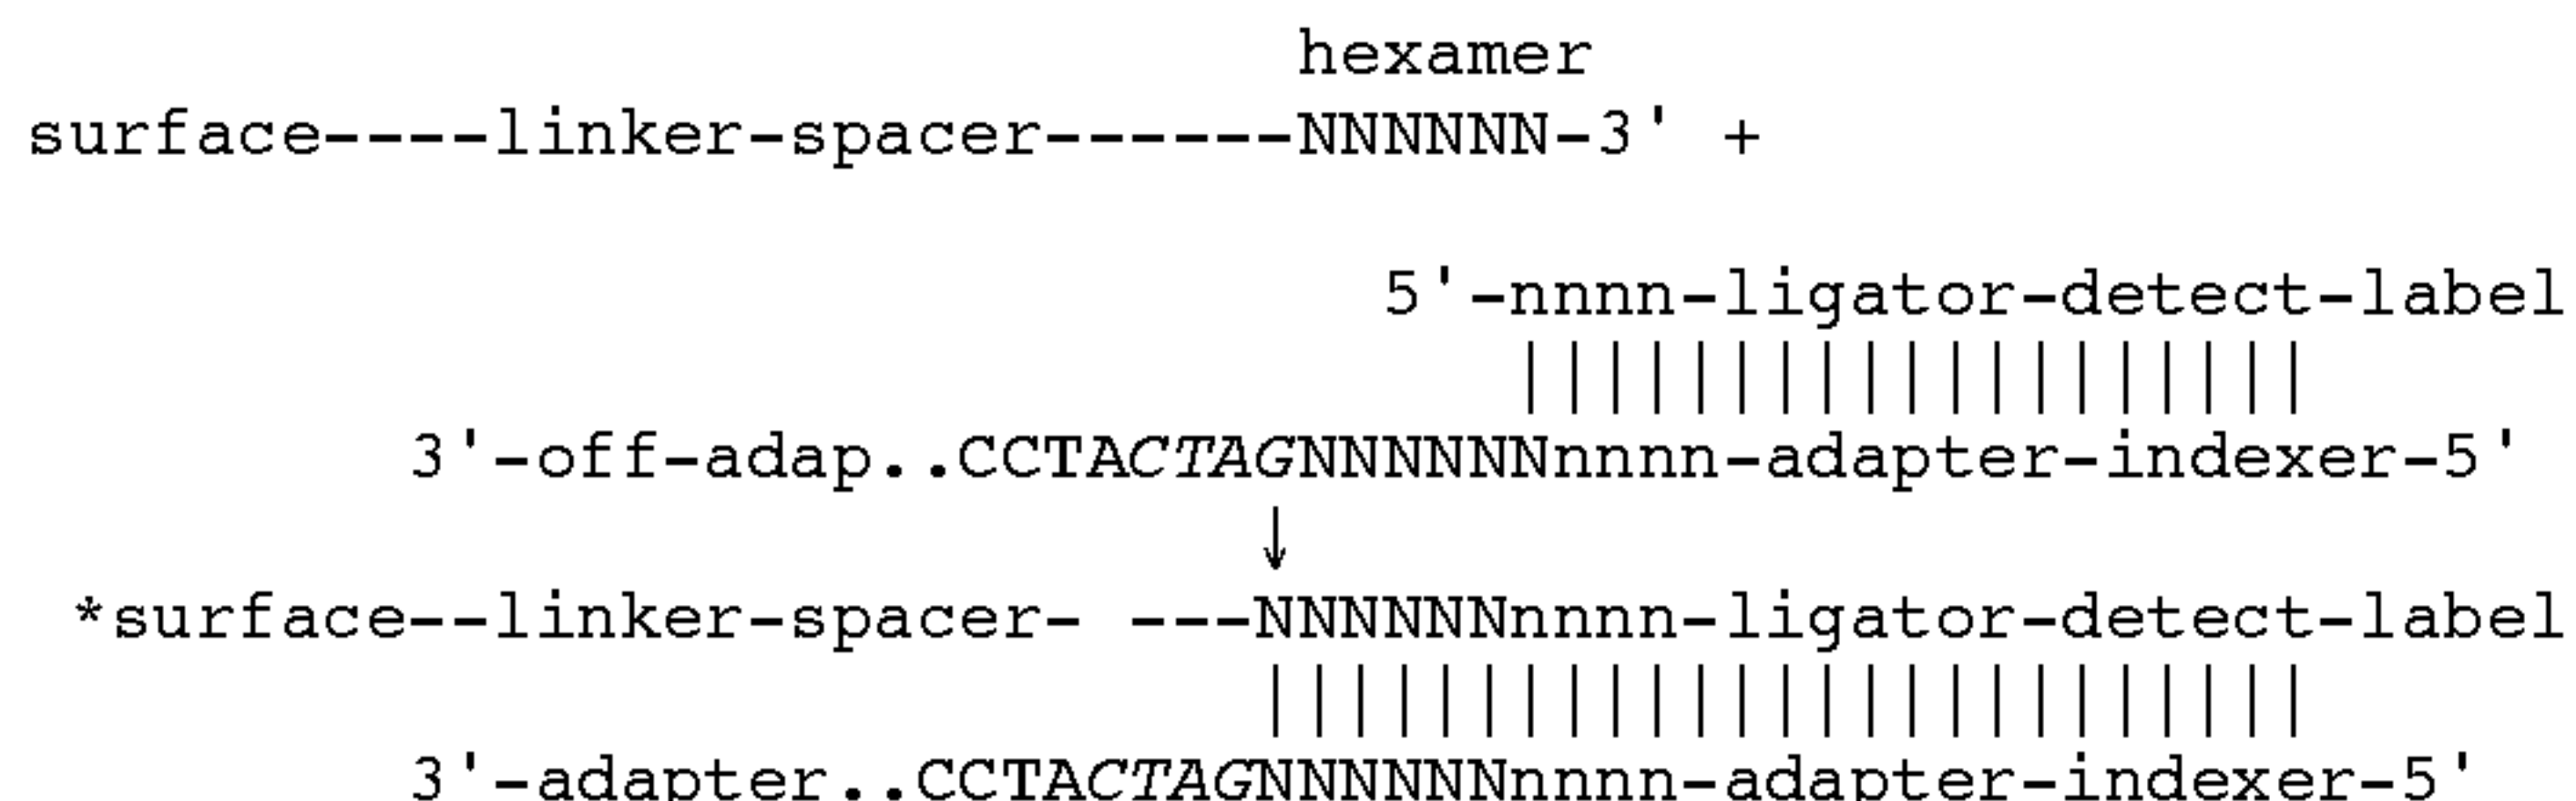 hexamer
surface----linker-spacer------NNNNNN-3' +
5'-nnnn-ligator-detect-label
3'-off-adap..CCTACTAGNNNNNNnnnn-adapter-indexer-5'
*surface--linker-spacer- ---NNNNNNnnnn-ligator-detect-label
3'-adapter..CCTACTAGNNNNNNnnnn-adapter-indexer-5'